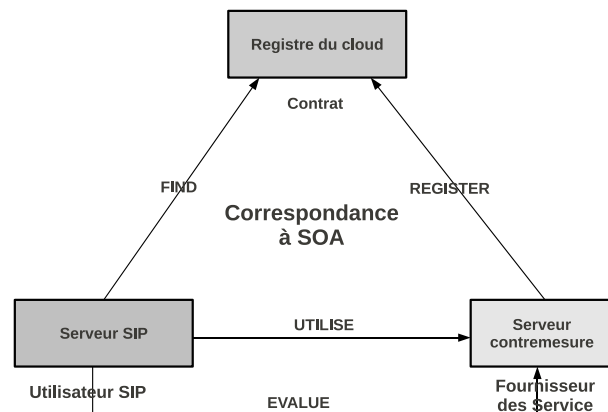 Registre du cloud
Contrat
FIND
REGISTER
Correspondance
à SOA
Serveur SIP
UTILISE
Serveur
contremesure
Utilisateur SIP
Fournisseur
des Service
EVALUE